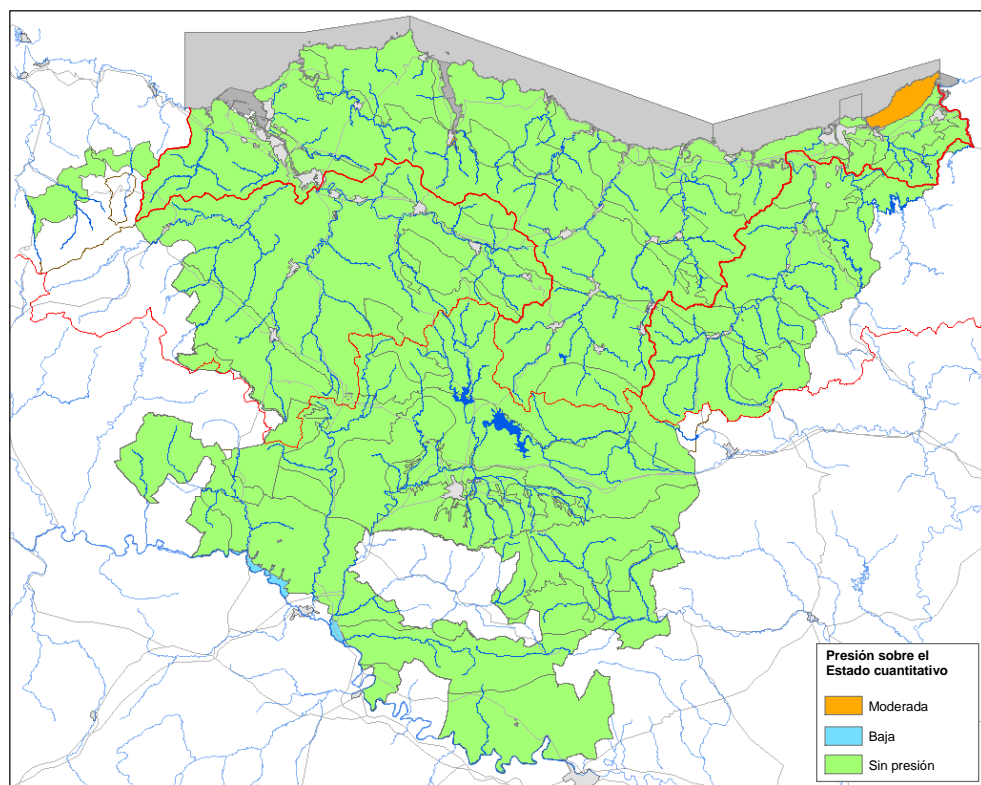 Presión sobre el
Estado cuantitativo
Moderada
Baja
Sin presión